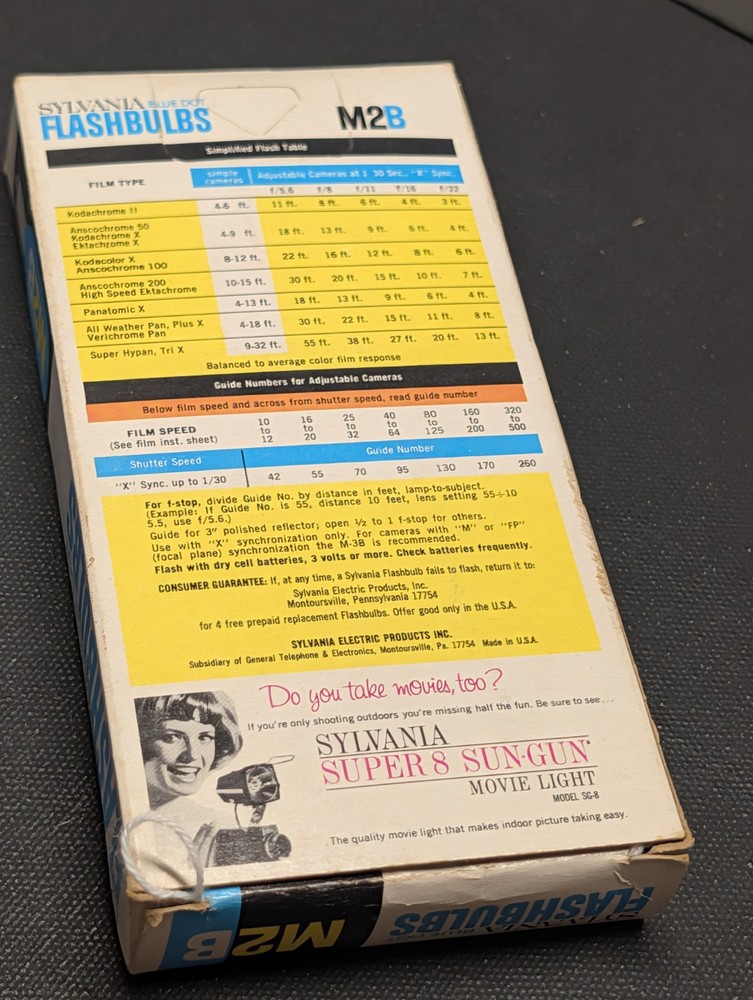 SYLVANIA BLUE DOT
FLASHBULBS
M2B
Simplified Flash Table
FILM TYPE simple cameras Adjustable Cameras at 1/30 Sec., "X" Sync.
f/5.6 f/8 f/11 f/16 f/22
Kodachrome II 4-6 ft. 11 ft. 8 ft. 6 ft. 4 ft. 3 ft.
Anscochrome 50
Kodachrome X 4-9 ft. 18 ft. 13 ft. 9 ft. 6 ft. 4 ft.
Ektachrome X
Kodacolor X 8-12 ft. 22 ft. 16 ft. 12 ft. 8 ft. 6 ft.
Anscochrome 100
Anscochrome 200 10-15 ft. 30 ft. 20 ft. 15 ft. 10 ft. 7 ft.
High Speed Ektachrome
Panatomic X 4-13 ft. 18 ft. 13 ft. 9 ft. 6 ft. 4 ft.
All Weather Pan, Plus X 4-18 ft. 30 ft. 22 ft. 15 ft. 11 ft. 8 ft.
Verichrome Pan
Super Hypan, Tri X 9-32 ft. 55 ft. 38 ft. 27 ft. 20 ft. 13 ft.
Balanced to average color film response
Guide Numbers for Adjustable Cameras
Below film speed and across from shutter speed, read guide number
FILM SPEED 10 16 25 40 80 160 320
to to to to to to to
(See film inst. sheet) 12 20 32 64 125 200 500
Shutter Speed Guide Number
"X" Sync. up to 1/30 42 55 70 95 130 170 260
For f-stop, divide Guide No. by distance in feet, lamp-to-subject.
(Example: If Guide No. is 55, distance 10 feet, lens setting 55÷10
5.5, use f/5.6.)
Guide for 3" polished reflector; open ½ to 1 f-stop for others.
Use with "X" synchronization only. For cameras with "M" or "FP"
(focal plane) synchronization the M-3B is recommended.
Flash with dry cell batteries, 3 volts or more. Check batteries frequently.
CONSUMER GUARANTEE: If, at any time, a Sylvania Flashbulb fails to flash, return it to:
Sylvania Electric Products, Inc.
Montoursville, Pennsylvania 17754
for 4 free prepaid replacement Flashbulbs. Offer good only in the U.S.A.
SYLVANIA ELECTRIC PRODUCTS INC.
Subsidiary of General Telephone & Electronics, Montoursville, Pa. 17754 Made in U.S.A.
Do you take movies, too?
If you're only shooting outdoors you're missing half the fun. Be sure to see...
SYLVANIA
SUPER 8 SUN-GUN
MOVIE LIGHT
MODEL SG-8
The quality movie light that makes indoor picture taking easy.
M2B
SYLVANIA BLUE DOT
FLASHBULBS